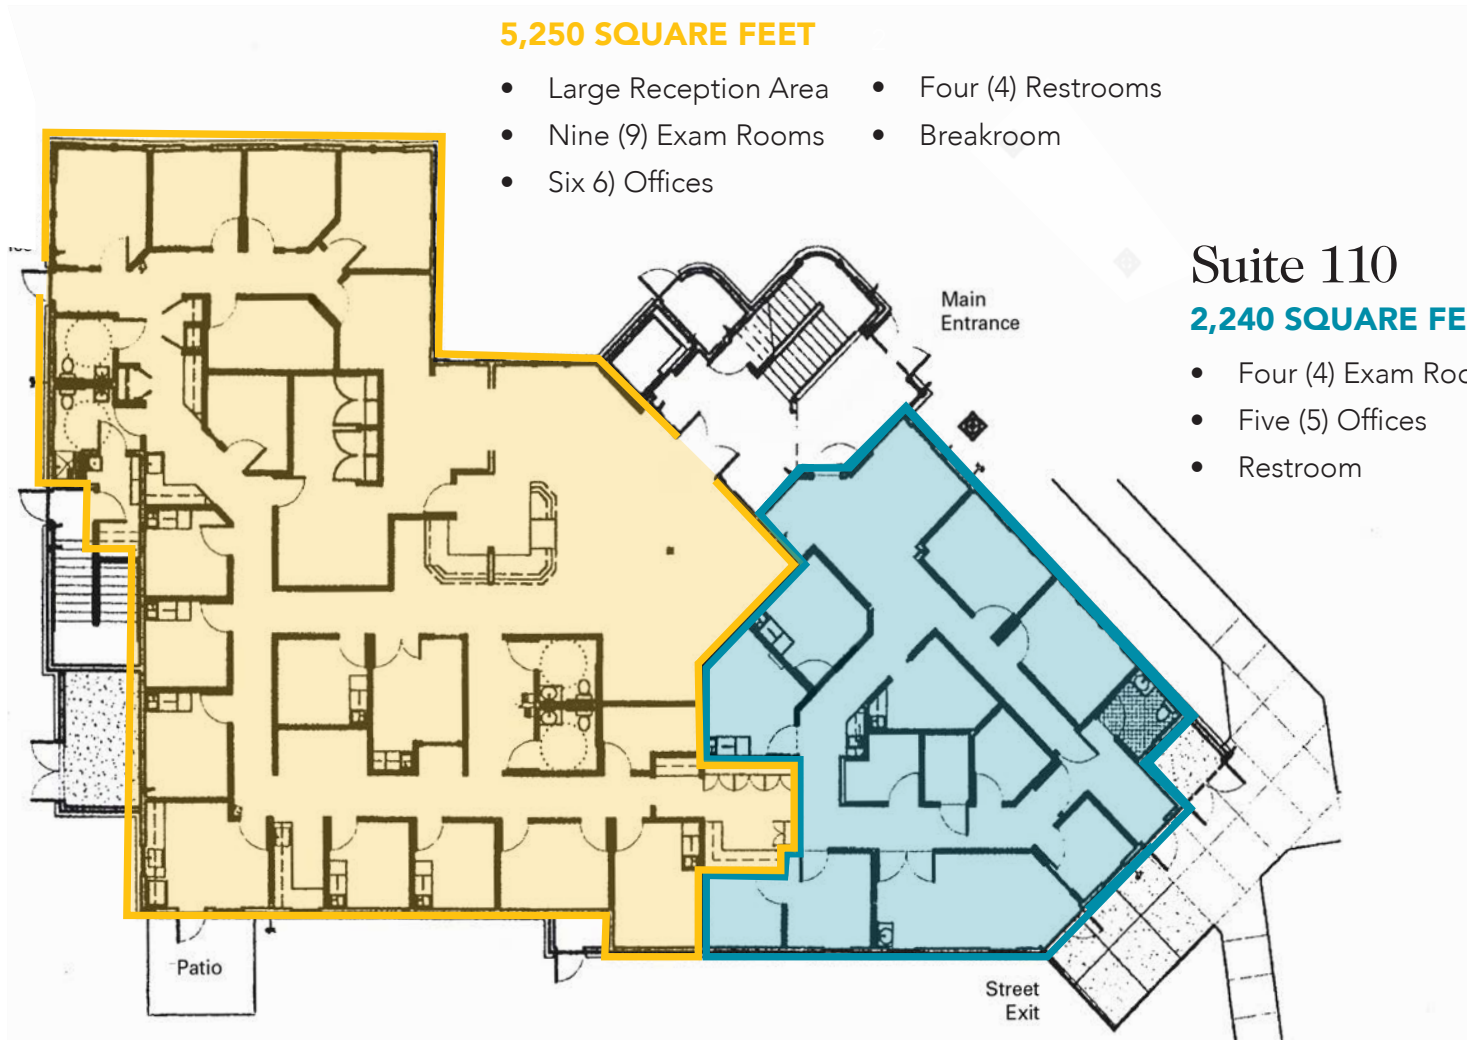 5,250 SQUARE FEET
• Large Reception Area
• Nine (9) Exam Rooms
• Six 6) Offices
• Four (4) Restrooms
• Breakroom
Suite 110
2,240 SQUARE FE
• Four (4) Exam Roo
• Five (5) Offices
• Restroom
Main
Entrance
Patio
Street
Exit